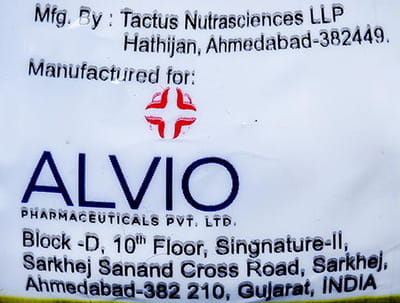 Mfg. By : Tactus Nutrasciences LLP
Hathijan, Ahmedabad-382449.
Manufactured for:
ALVIO
PHARMACEUTICALS PVT. LTD.
Block -D, 10th Floor, Singnature-II,
Sarkhej Sanand Cross Road, Sarkhej,
Ahmedabad-382 210, Gujarat, INDIA